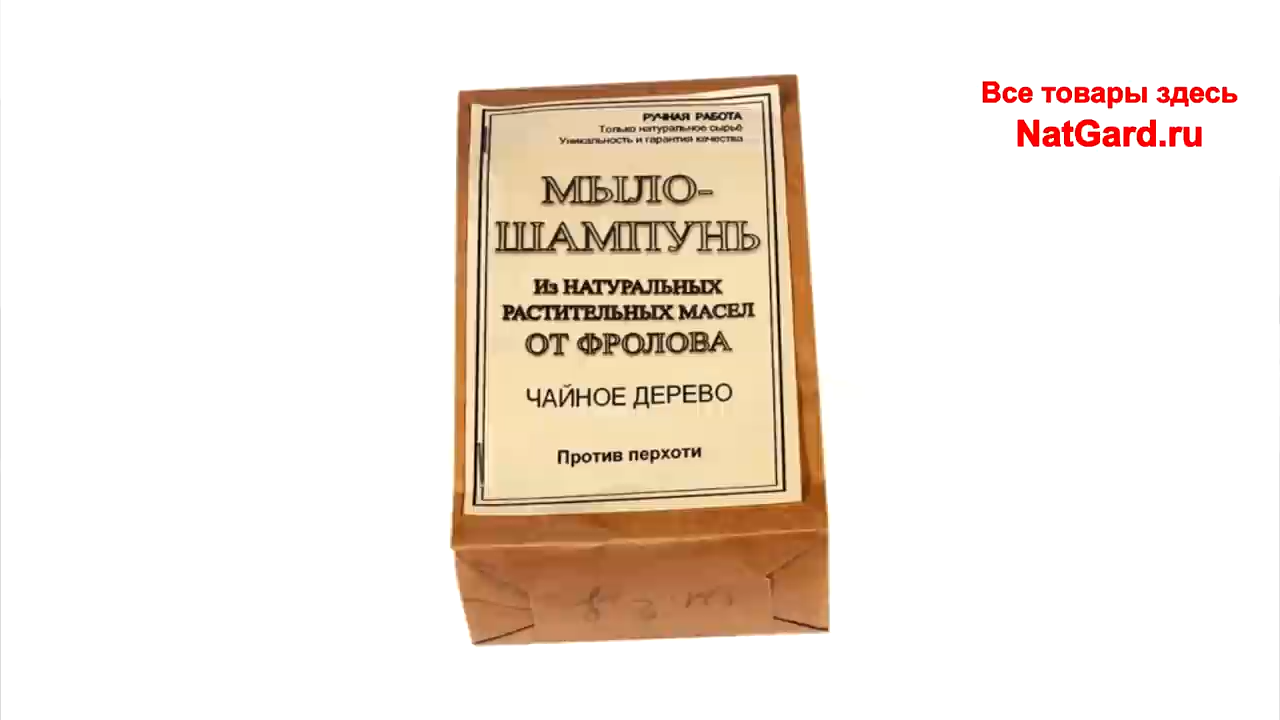 Все товары здесь
NatGard.ru
РУЧНАЯ РАБОТА
Только натуральное сырьё
Уникальность и гарантия качества
МЫЛО-
ШАМПУНЬ
Из НАТУРАЛЬНЫХ
РАСТИТЕЛЬНЫХ МАСЕЛ
ОТ ФРОЛОВА
ЧАЙНОЕ ДЕРЕВО
Против перхоти